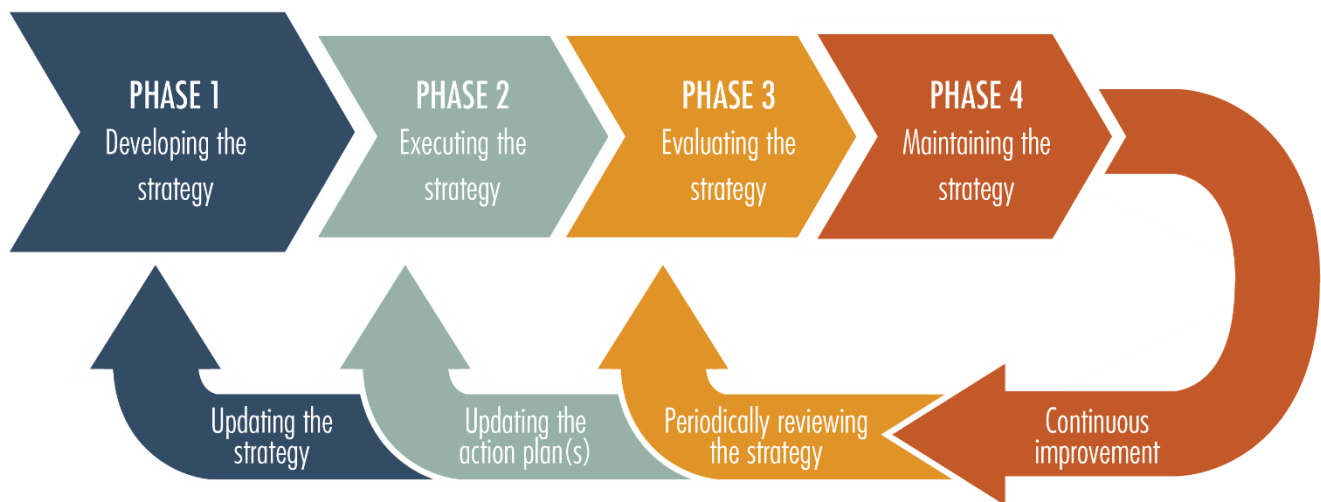 PHASE 1
Developing the
strategy
PHASE 2
Executing the
strategy
PHASE 3
Evaluating the
strategy
PHASE 4
Maintaining the
strategy
Updating the
strategy
Updating the
action plan(s)
Periodically reviewing
the strategy
Continuous
improvement